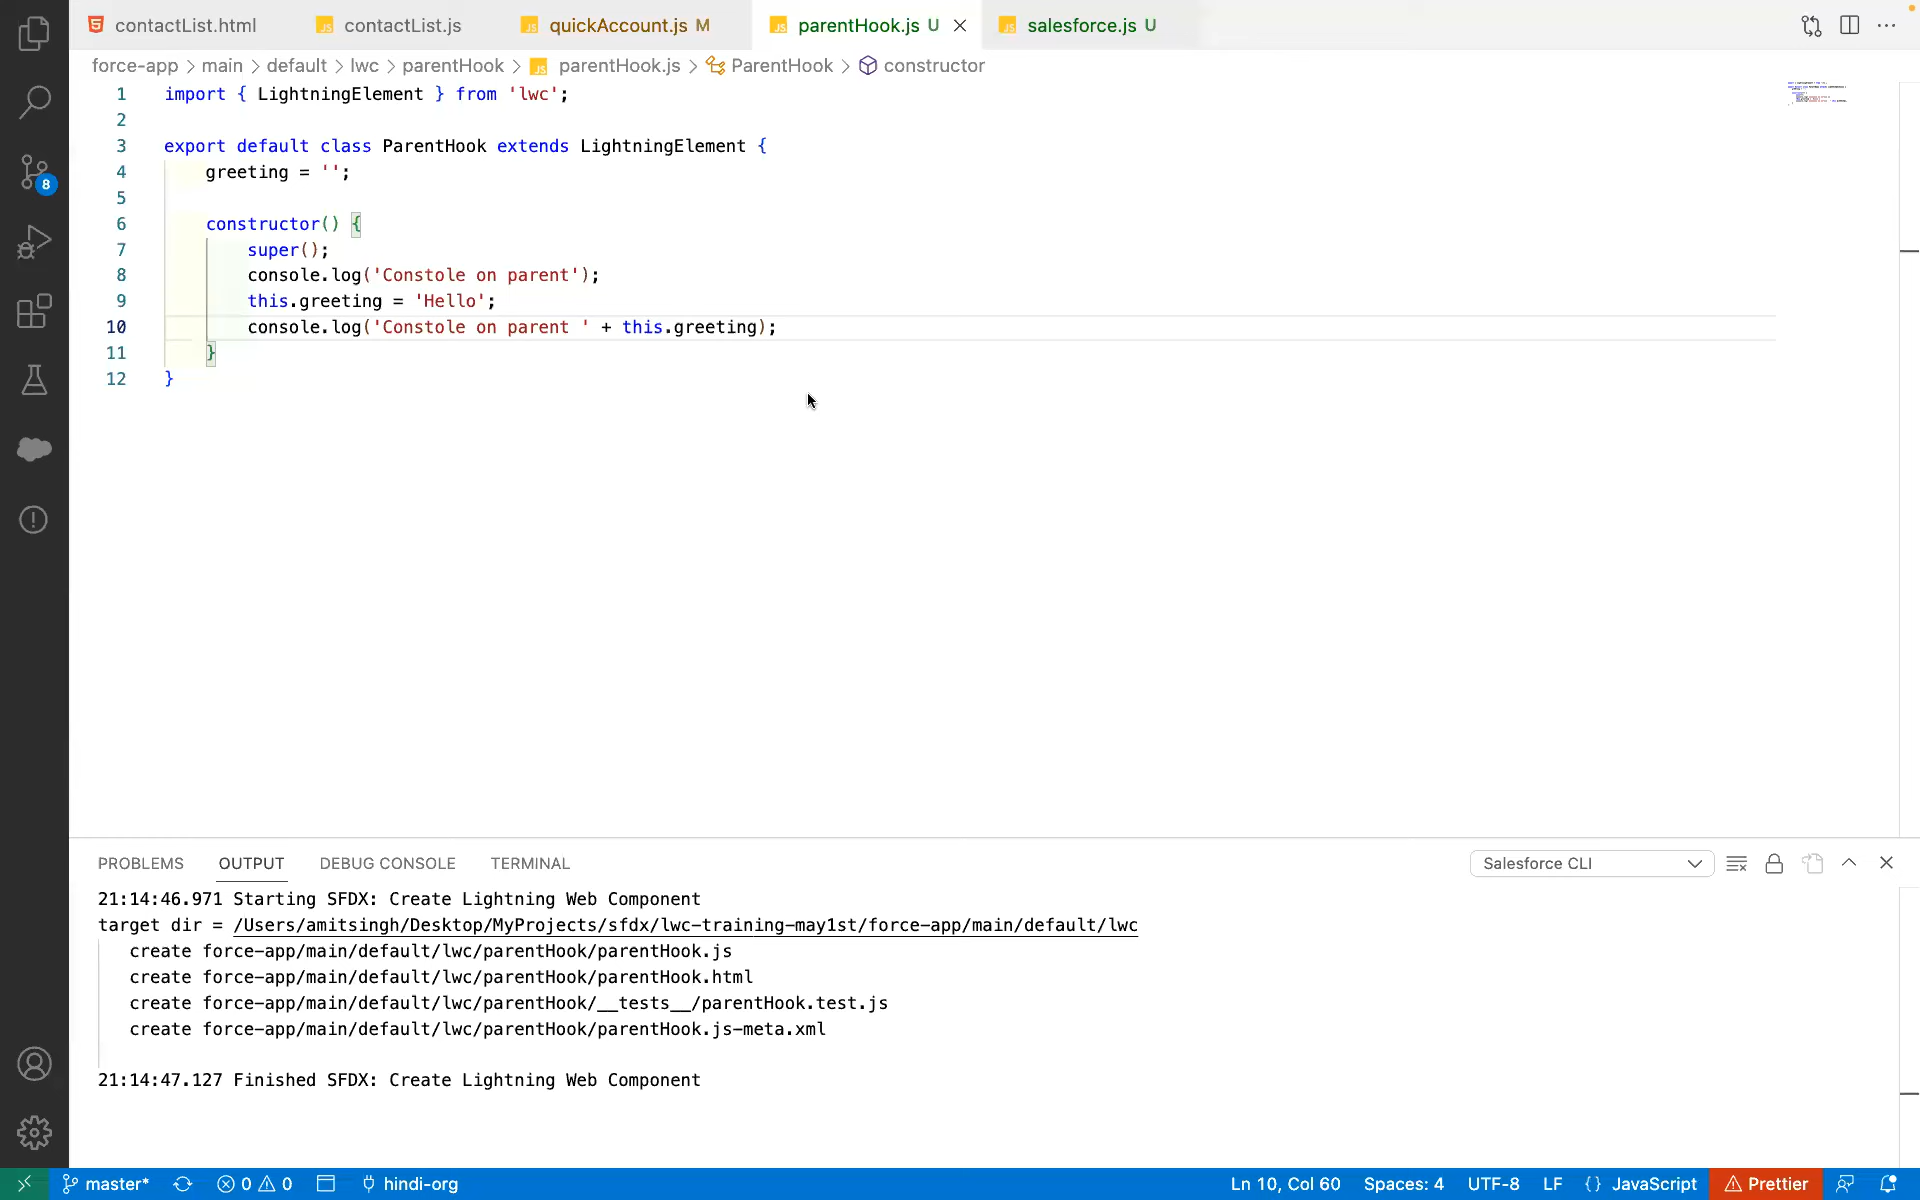 contactList.html contactList.js quickAccount.js M parentHook.js U salesforce.js U
force-app > main > default > lwc > parentHook > parentHook.js > ParentHook > constructor
1 import { LightningElement } from 'lwc';
2
3 export default class ParentHook extends LightningElement {
4 greeting = '';
5
6 constructor() {
7 super();
8 console.log('Constole on parent');
9 this.greeting = 'Hello';
10 console.log('Constole on parent ' + this.greeting);
11 }
12 }
8
PROBLEMS OUTPUT DEBUG CONSOLE TERMINAL Salesforce CLI
21:14:46.971 Starting SFDX: Create Lightning Web Component
target dir = /Users/amitsingh/Desktop/MyProjects/sfdx/lwc-training-may1st/force-app/main/default/lwc
create force-app/main/default/lwc/parentHook/parentHook.js
create force-app/main/default/lwc/parentHook/parentHook.html
create force-app/main/default/lwc/parentHook/__tests__/parentHook.test.js
create force-app/main/default/lwc/parentHook/parentHook.js-meta.xml
21:14:47.127 Finished SFDX: Create Lightning Web Component
master* 0 0 hindi-org Ln 10, Col 60 Spaces: 4 UTF-8 LF {} JavaScript Prettier